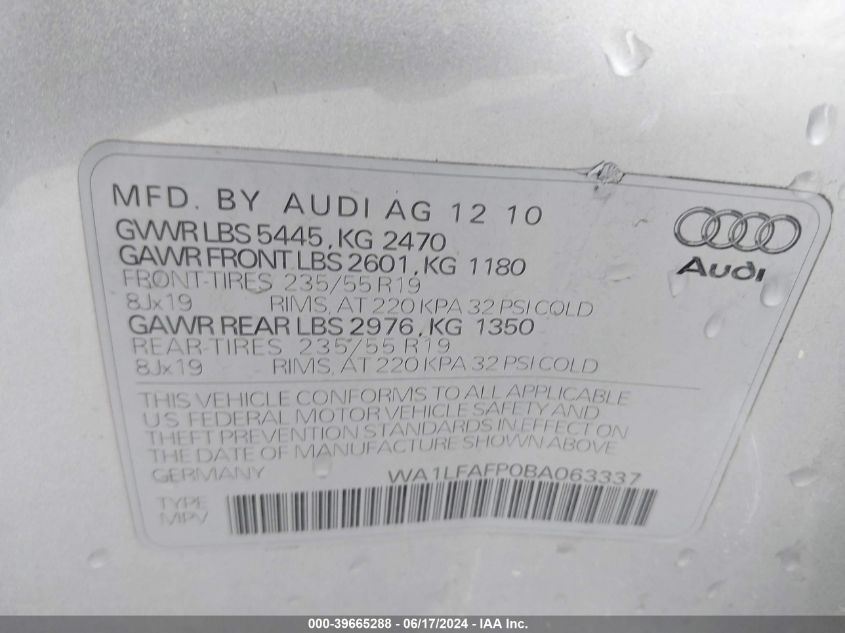 MFD. BY AUDI AG 12 10
GVWR LBS 5445, KG 2470
GAWR FRONT LBS 2601, KG 1180
FRONT-TIRES 235/55 R19
8Jx19 RIMS, AT 220 KPA 32 PSI COLD
GAWR REAR LBS 2976, KG 1350
REAR-TIRES 235/55 R19
8Jx19 RIMS, AT 220 KPA 32 PSI COLD
Audi
THIS VEHICLE CONFORMS TO ALL APPLICABLE
US FEDERAL MOTOR VEHICLE SAFETY AND
THEFT PREVENTION STANDARDS IN EFFECT ON
THE DATE OF MANUFACTURE SHOWN ABOVE
GERMANY WA1LFAFP0BA063337
TYPE
MPV
000-39665288 - 06/17/2024 - IAA Inc.